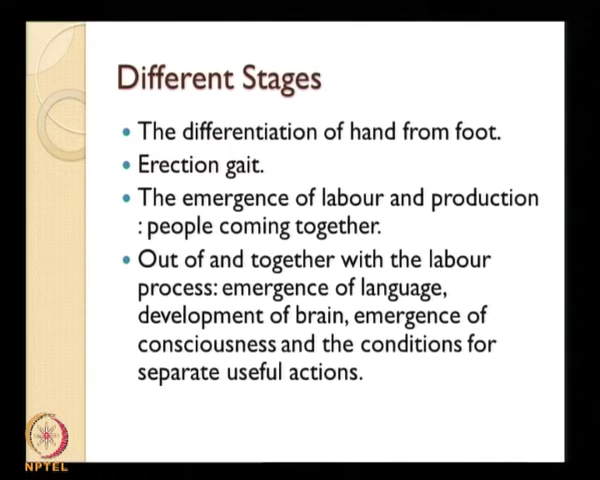 Different Stages
• The differentiation of hand from foot.
• Erection gait.
• The emergence of labour and production
: people coming together.
• Out of and together with the labour
process: emergence of language,
development of brain, emergence of
consciousness and the conditions for
separate useful actions.
NPTEL